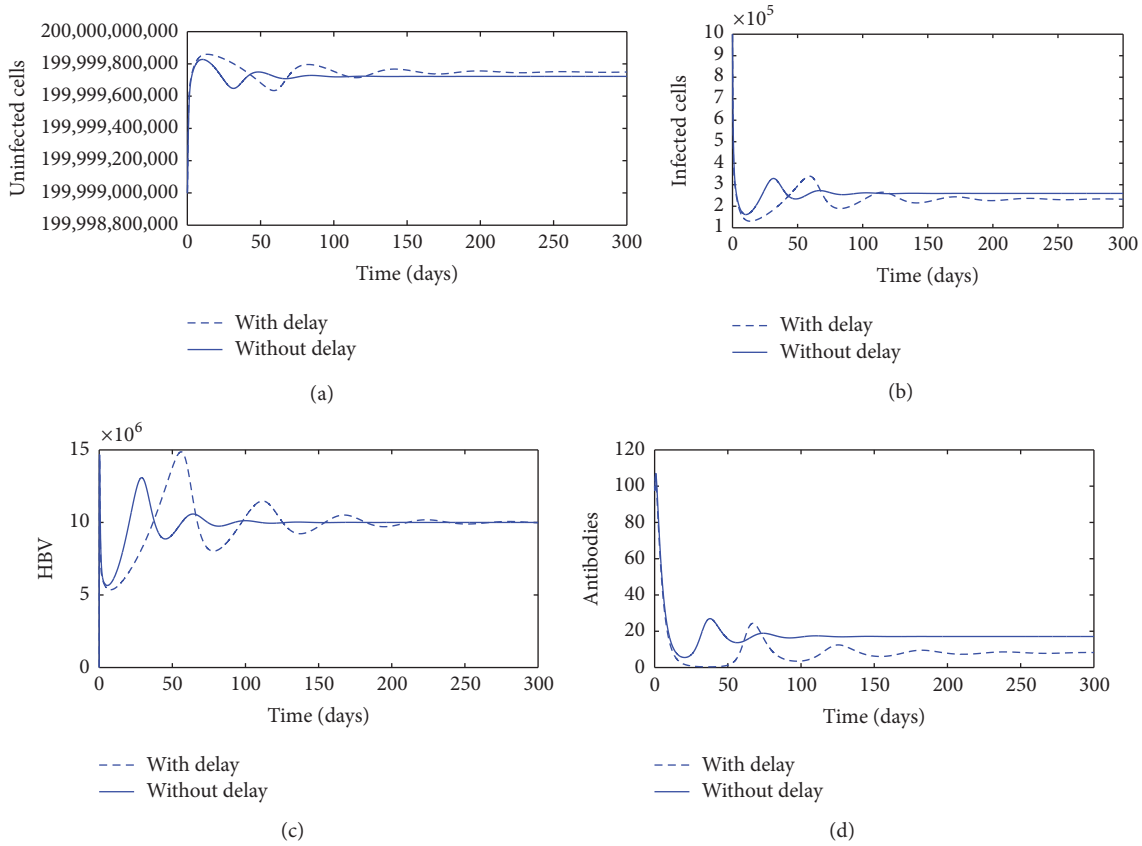 200,000,000,000
199,999,800,000
199,999,600,000
199,999,400,000
199,999,200,000
199,999,000,000
199,998,800,000
Uninfected cells
0 50 100 150 200 250 300
Time (days)
With delay
Without delay
(a)
×10⁵
10
9
8
7
6
5
4
3
2
1
Infected cells
0 50 100 150 200 250 300
Time (days)
With delay
Without delay
(b)
×10⁶
15
10
5
0
HBV
0 50 100 150 200 250 300
Time (days)
With delay
Without delay
(c)
120
100
80
60
40
20
0
Antibodies
0 50 100 150 200 250 300
Time (days)
With delay
Without delay
(d)